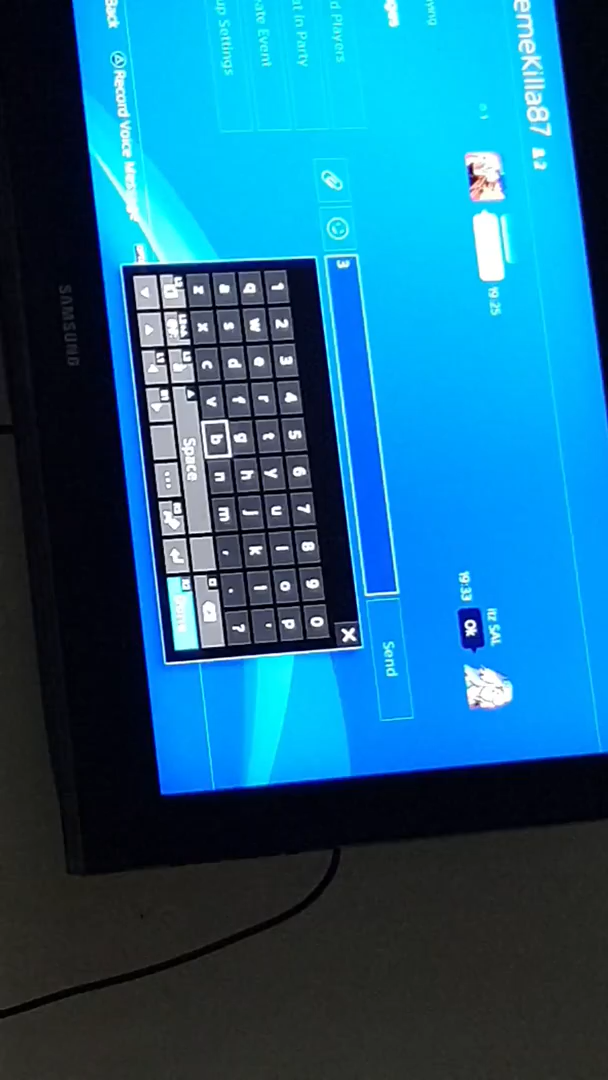 emeKilla87 2
19:25
Itz SAL
Ok
19:33
d Players
at in Party
ate Event
up Settings
3
Send
1 2 3 4 5 6 7 8 9 0
q w e r t y u i o p
a s d f g h j k l '
z x c v b n m , . ?
Space
Done
Back Record Voice Message
SAMSUNG